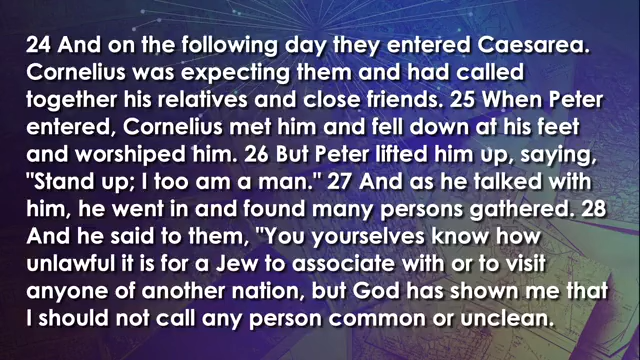 24 And on the following day they entered Caesarea.
Cornelius was expecting them and had called
together his relatives and close friends. 25 When Peter
entered, Cornelius met him and fell down at his feet
and worshiped him. 26 But Peter lifted him up, saying,
"Stand up; I too am a man." 27 And as he talked with
him, he went in and found many persons gathered. 28
And he said to them, "You yourselves know how
unlawful it is for a Jew to associate with or to visit
anyone of another nation, but God has shown me that
I should not call any person common or unclean.